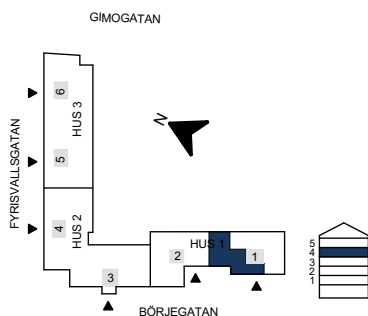 GIMOGATAN
FYRISVALLSGATAN
6
HUS 3
5
N
4
HUS 2
3
2
HUS 1
1
5
4
3
2
1
BÖRJEGATAN